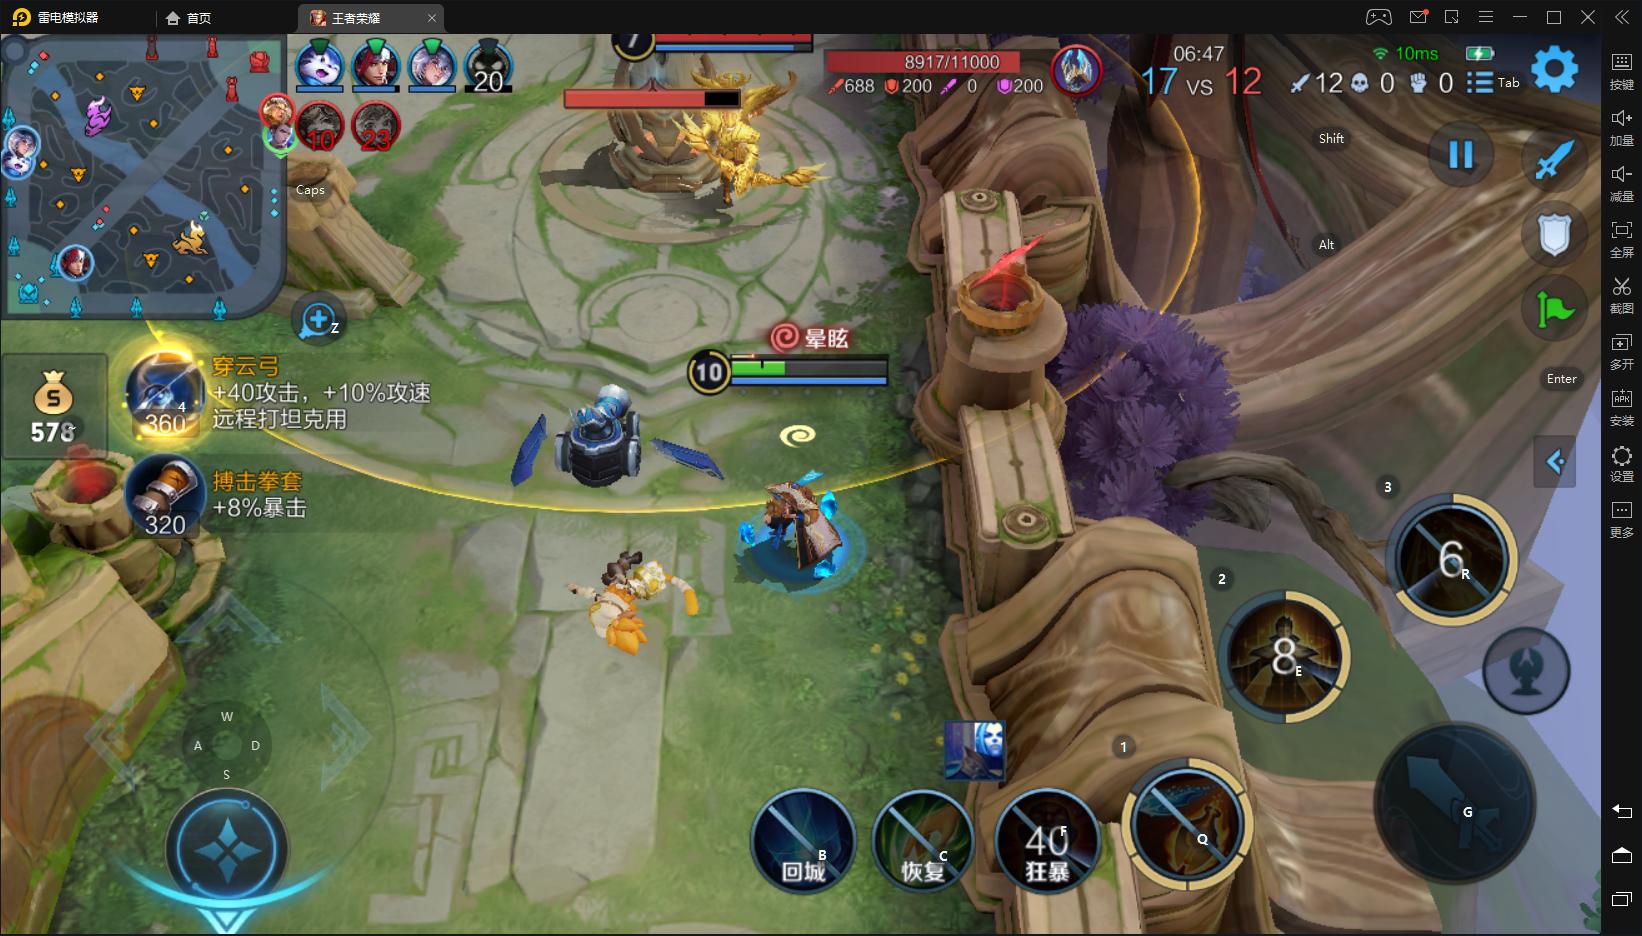 雷电模拟器
首页
王者荣耀
7
20
10
23
8917/11000
688 200 0 200
06:47
17 vs 12
10ms
12 0 0
Tab
Caps
Shift
Alt
Enter
Z
按键
加量
减量
全屏
截图
多开
安装
设置
更多
APK
晕眩
10
578
~
穿云弓
+40攻击，+10%攻速
远程打坦克用
4
360
搏击拳套
+8%暴击
320
3
6
R
2
8
E
W
A D
S
1
Q
G
B
回城
C
恢复
40
F
狂暴